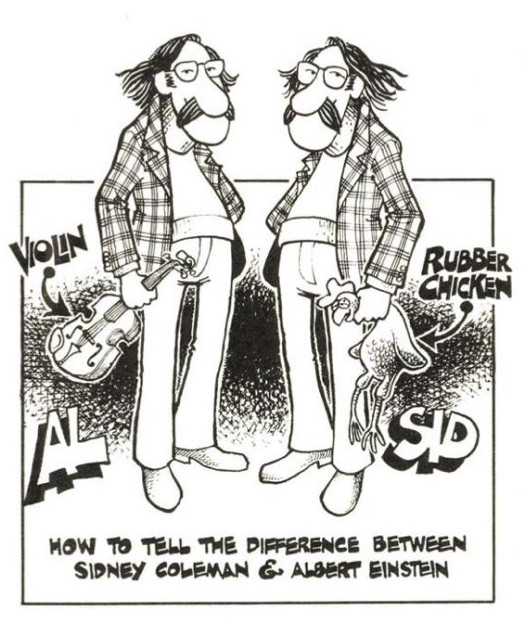 VIOLIN
RUBBER
CHICKEN
AL
SID
HOW TO TELL THE DIFFERENCE BETWEEN
SIDNEY COLEMAN & ALBERT EINSTEIN